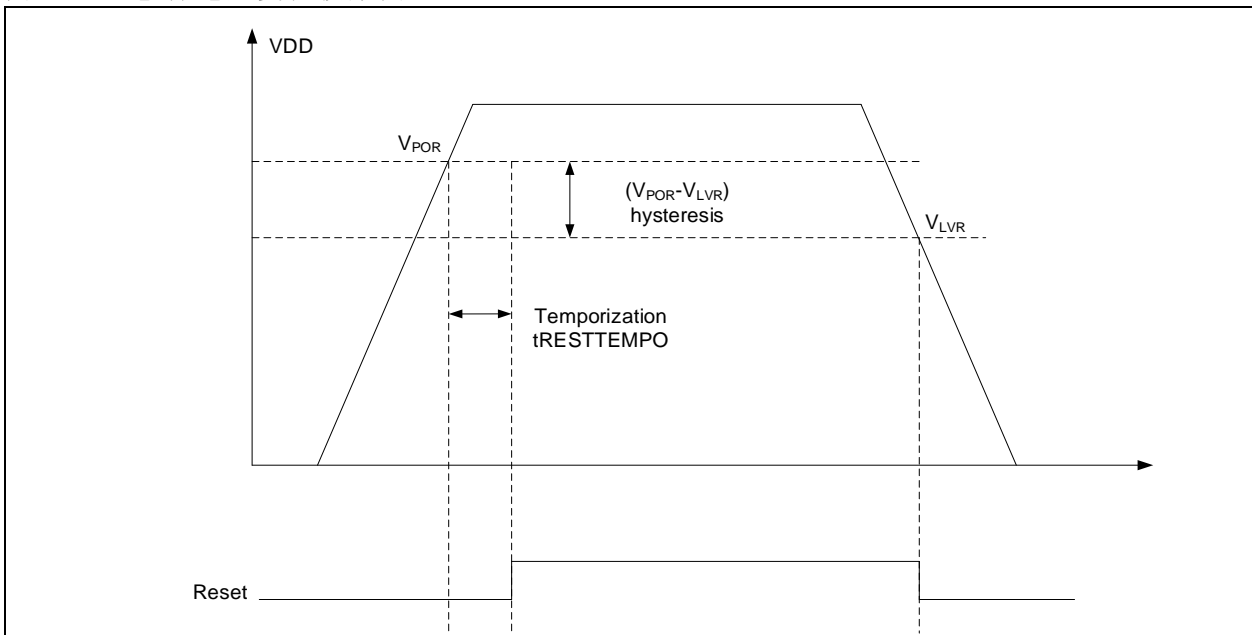 VDD
VPOR
(VPOR-VLVR)
hysteresis
VLVR
Temporization
tRESTTEMPO
Reset